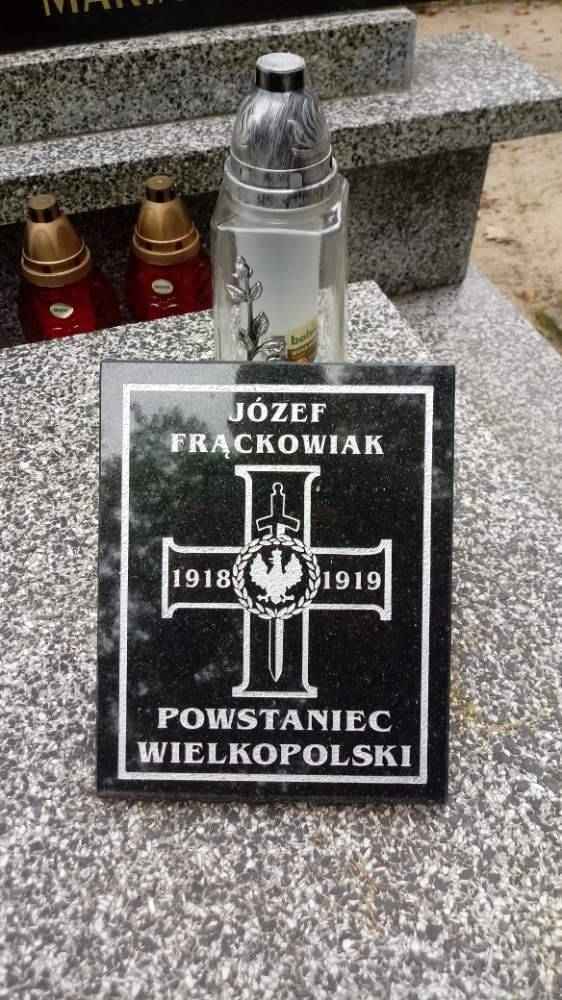 JÓZEF
FRĄCKOWIAK
1918 1919
POWSTANIEC
WIELKOPOLSKI